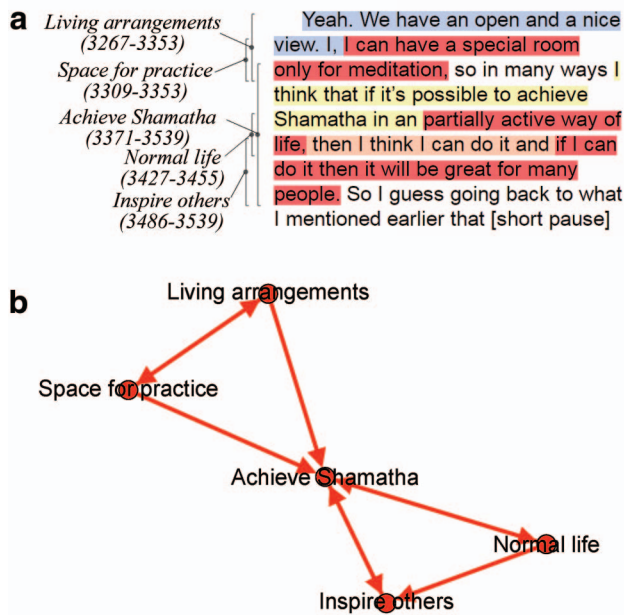 a
Living arrangements
(3267-3353)
Space for practice
(3309-3353)
Achieve Shamatha
(3371-3539)
Normal life
(3427-3455)
Inspire others
(3486-3539)
Yeah. We have an open and a nice
view. I, I can have a special room
only for meditation, so in many ways I
think that if it's possible to achieve
Shamatha in an partially active way of
life, then I think I can do it and if I can
do it then it will be great for many
people. So I guess going back to what
I mentioned earlier that [short pause]
b
Living arrangements
Space for practice
Achieve Shamatha
Normal life
Inspire others